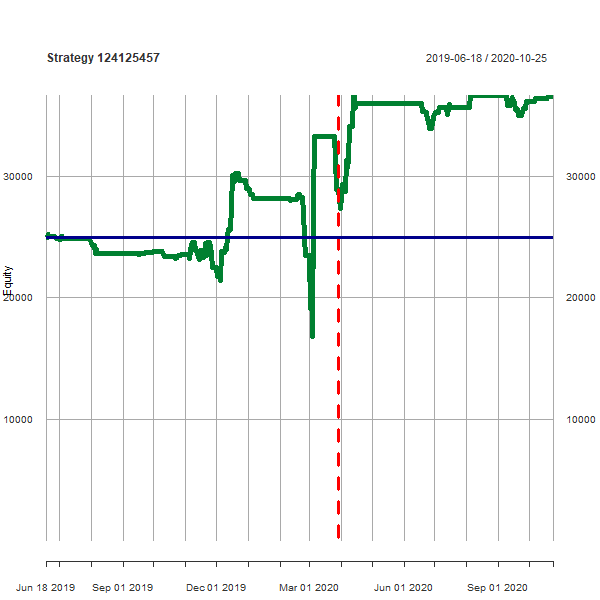 Strategy 124125457
2019-06-18 / 2020-10-25
30000
30000
Equity
20000
20000
10000
10000
Jun 18 2019
Sep 01 2019
Dec 01 2019
Mar 01 2020
Jun 01 2020
Sep 01 2020